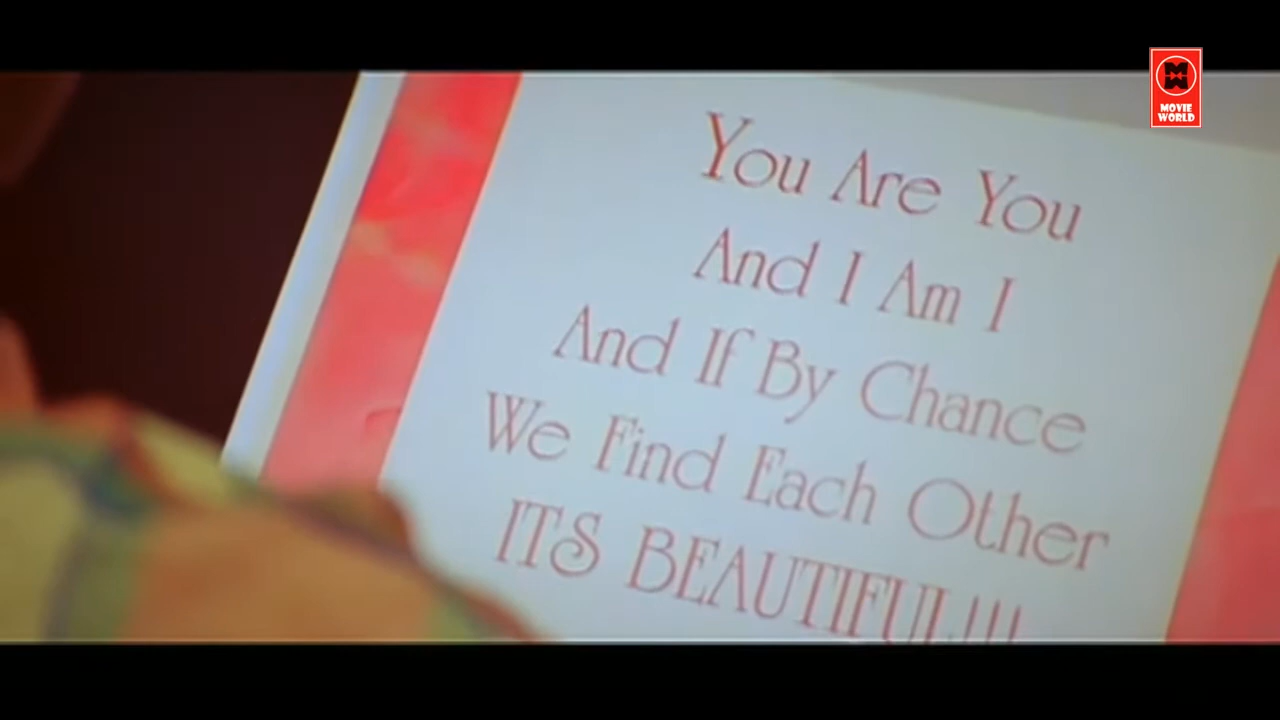 You Are You
And I Am I
And If By Chance
We Find Each Other
ITS BEAUTIFUL!!!
MOVIE
WORLD